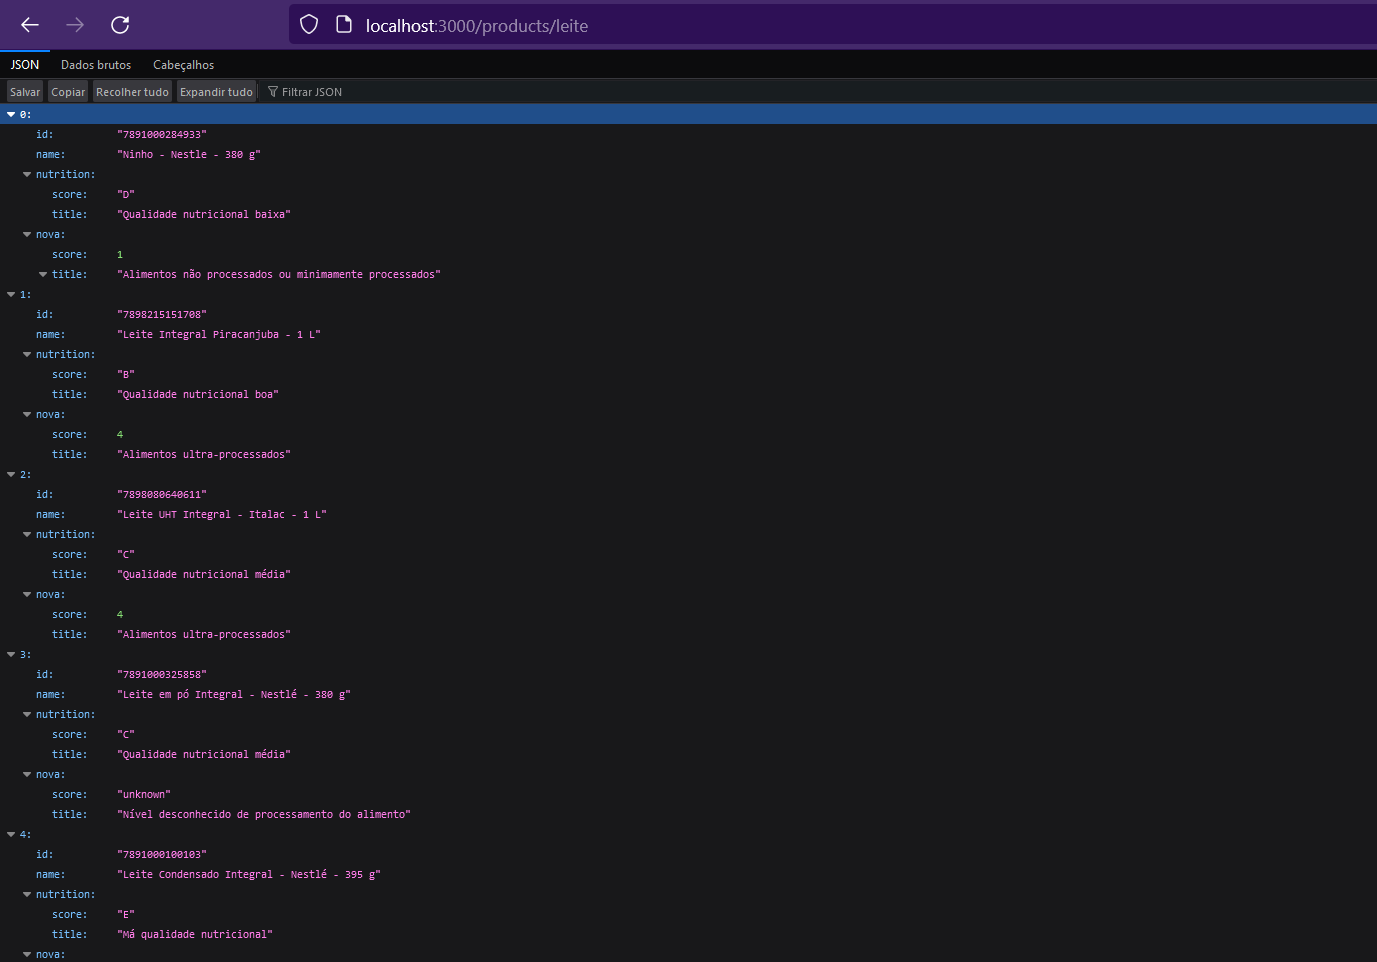 localhost:3000/products/leite
JSON Dados brutos Cabeçalhos
Salvar Copiar Recolher tudo Expandir tudo Filtrar JSON
0:
id: "7891000284933"
name: "Ninho - Nestle - 380 g"
nutrition:
score: "D"
title: "Qualidade nutricional baixa"
nova:
score: 1
title: "Alimentos não processados ou minimamente processados"
1:
id: "7898215151708"
name: "Leite Integral Piracanjuba - 1 L"
nutrition:
score: "B"
title: "Qualidade nutricional boa"
nova:
score: 4
title: "Alimentos ultra-processados"
2:
id: "7898080640611"
name: "Leite UHT Integral - Italac - 1 L"
nutrition:
score: "C"
title: "Qualidade nutricional média"
nova:
score: 4
title: "Alimentos ultra-processados"
3:
id: "7891000325858"
name: "Leite em pó Integral - Nestlé - 380 g"
nutrition:
score: "C"
title: "Qualidade nutricional média"
nova:
score: "unknown"
title: "Nível desconhecido de processamento do alimento"
4:
id: "7891000100103"
name: "Leite Condensado Integral - Nestlé - 395 g"
nutrition:
score: "E"
title: "Má qualidade nutricional"
nova: